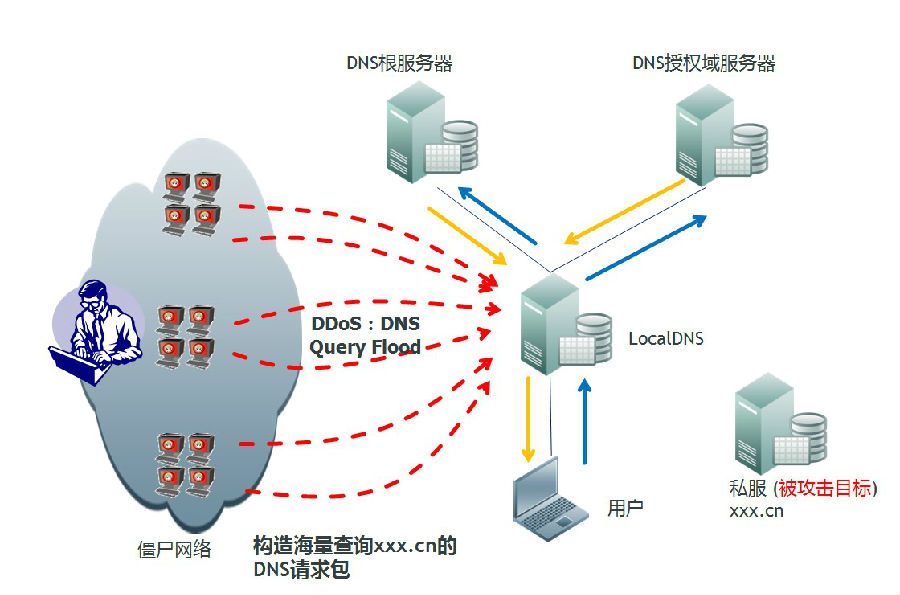 DNS根服务器
DNS授权域服务器
DDoS：DNS
Query Flood
LocalDNS
私服 (被攻击目标)
xxx.cn
用户
僵尸网络
构造海量查询xxx.cn的
DNS请求包